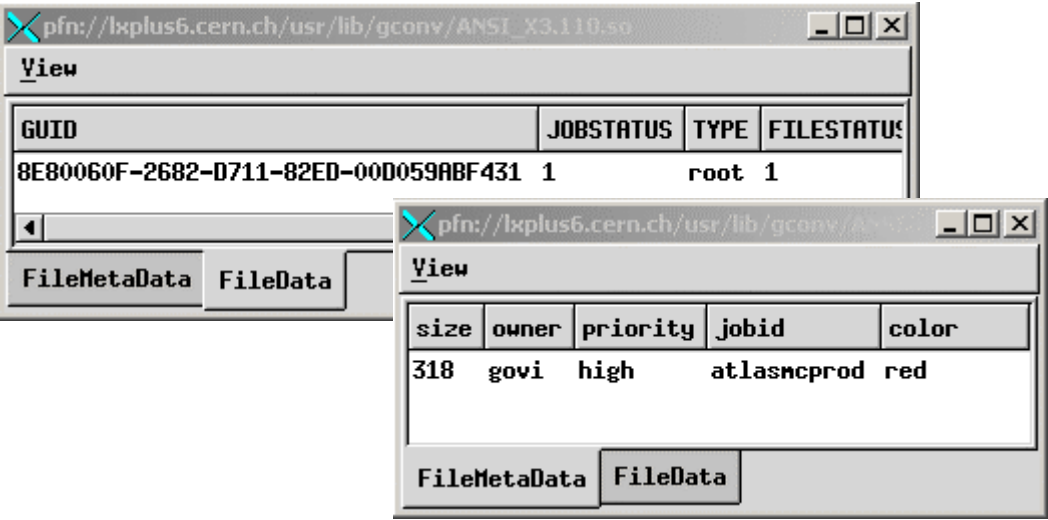 pfn://lxplus6.cern.ch/usr/lib/gconv/ANSI_X3.110.so
View
GUID JOBSTATUS TYPE FILESTATUS
8E80060F-2682-D711-82ED-00D059ABF431 1 root 1
FileMetaData FileData
pfn://lxplus6.cern.ch/usr/lib/gconv/
View
size owner priority jobid color
318 govi high atlasmcprod red
FileMetaData FileData